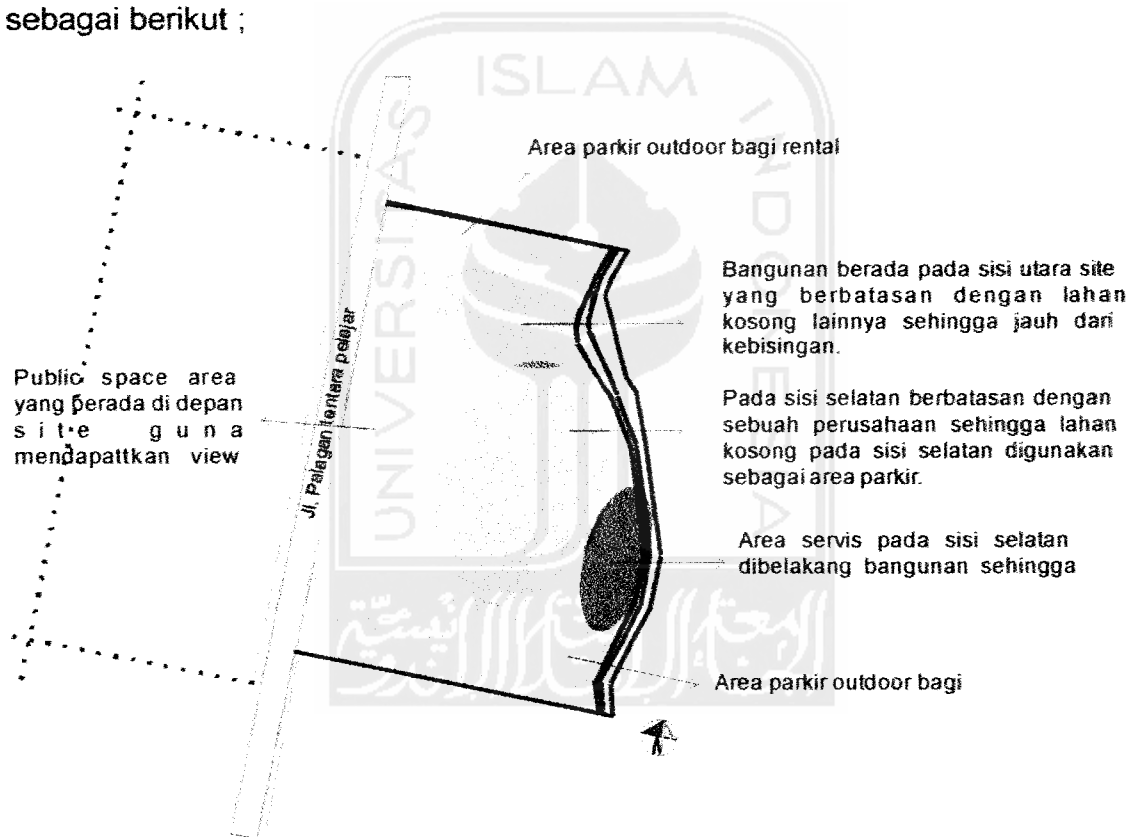 sebagai berikut ;
ISLAM
UNIVERSITAS
INDONESIA
Area parkir outdoor bagi rental
Bangunan berada pada sisi utara site
yang berbatasan dengan lahan
kosong lainnya sehingga jauh dari
kebisingan.
Jl. Palagan tentara pelajar
Public space area
yang berada di depan
site guna
mendapattkan view
Pada sisi selatan berbatasan dengan
sebuah perusahaan sehingga lahan
kosong pada sisi selatan digunakan
sebagai area parkir.
Area servis pada sisi selatan
dibelakang bangunan sehingga
Area parkir outdoor bagi